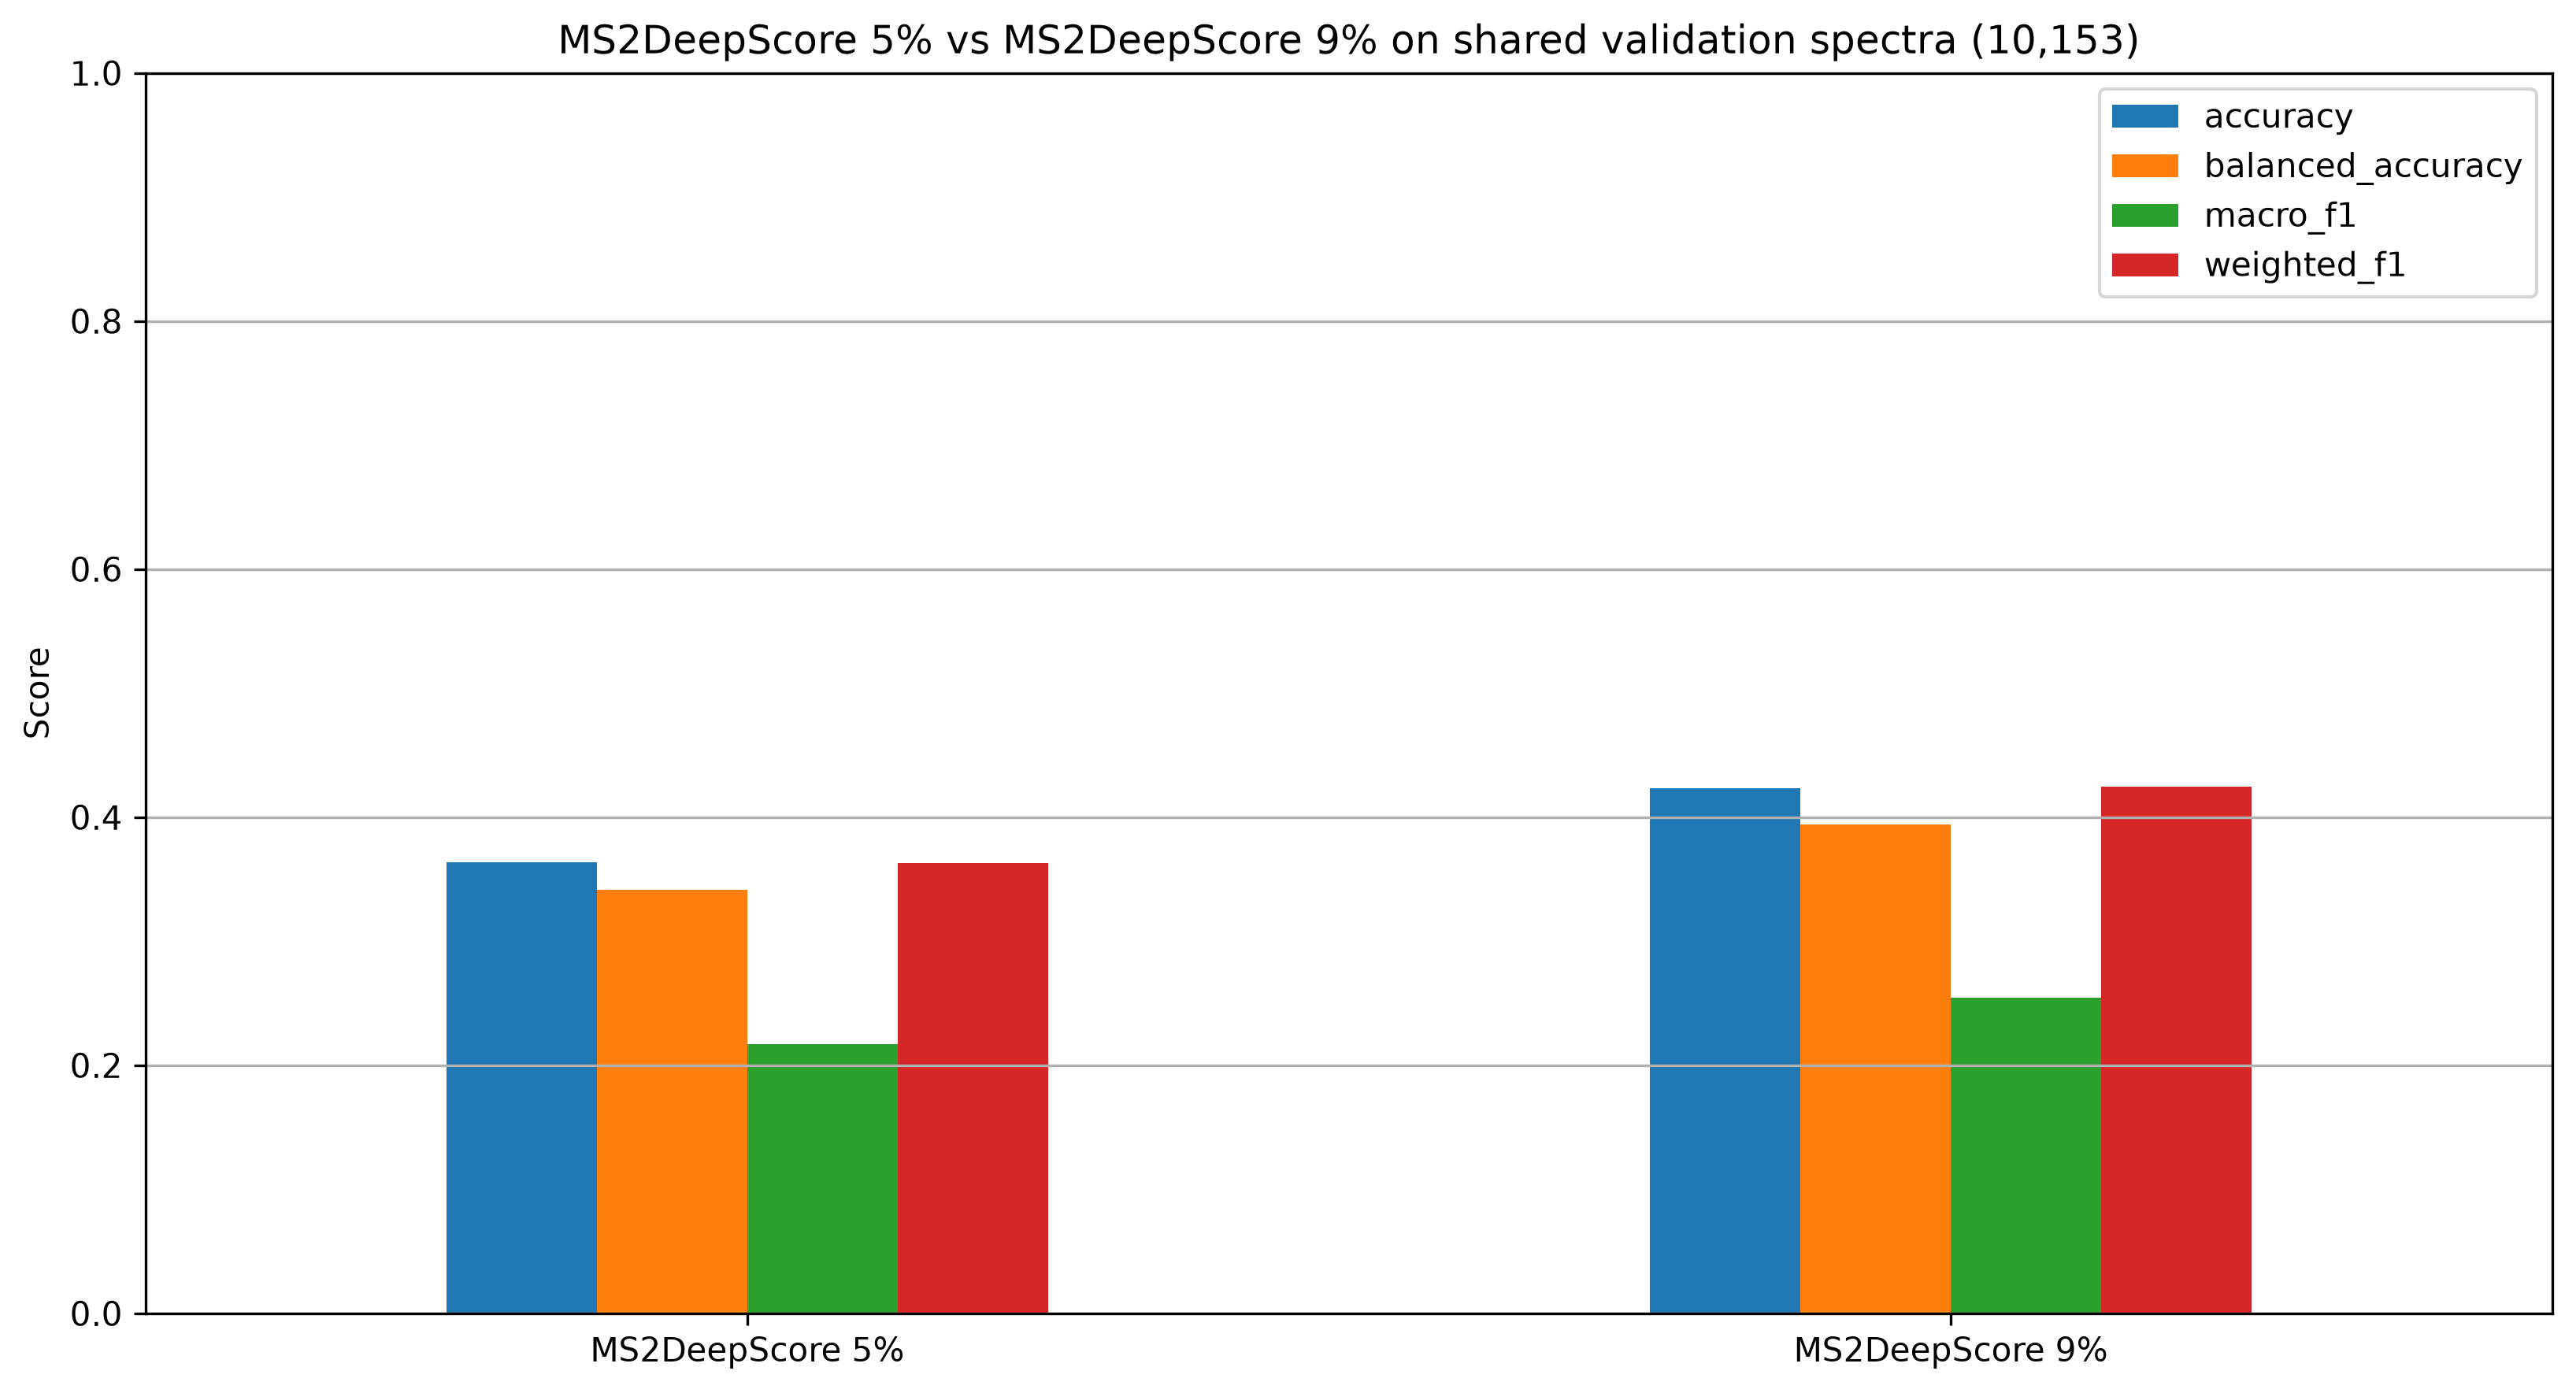 MS2DeepScore 5% vs MS2DeepScore 9% on shared validation spectra (10,153)
1.0
0.8
0.6
0.4
0.2
0.0
Score
accuracy
balanced_accuracy
macro_f1
weighted_f1
MS2DeepScore 5%
MS2DeepScore 9%